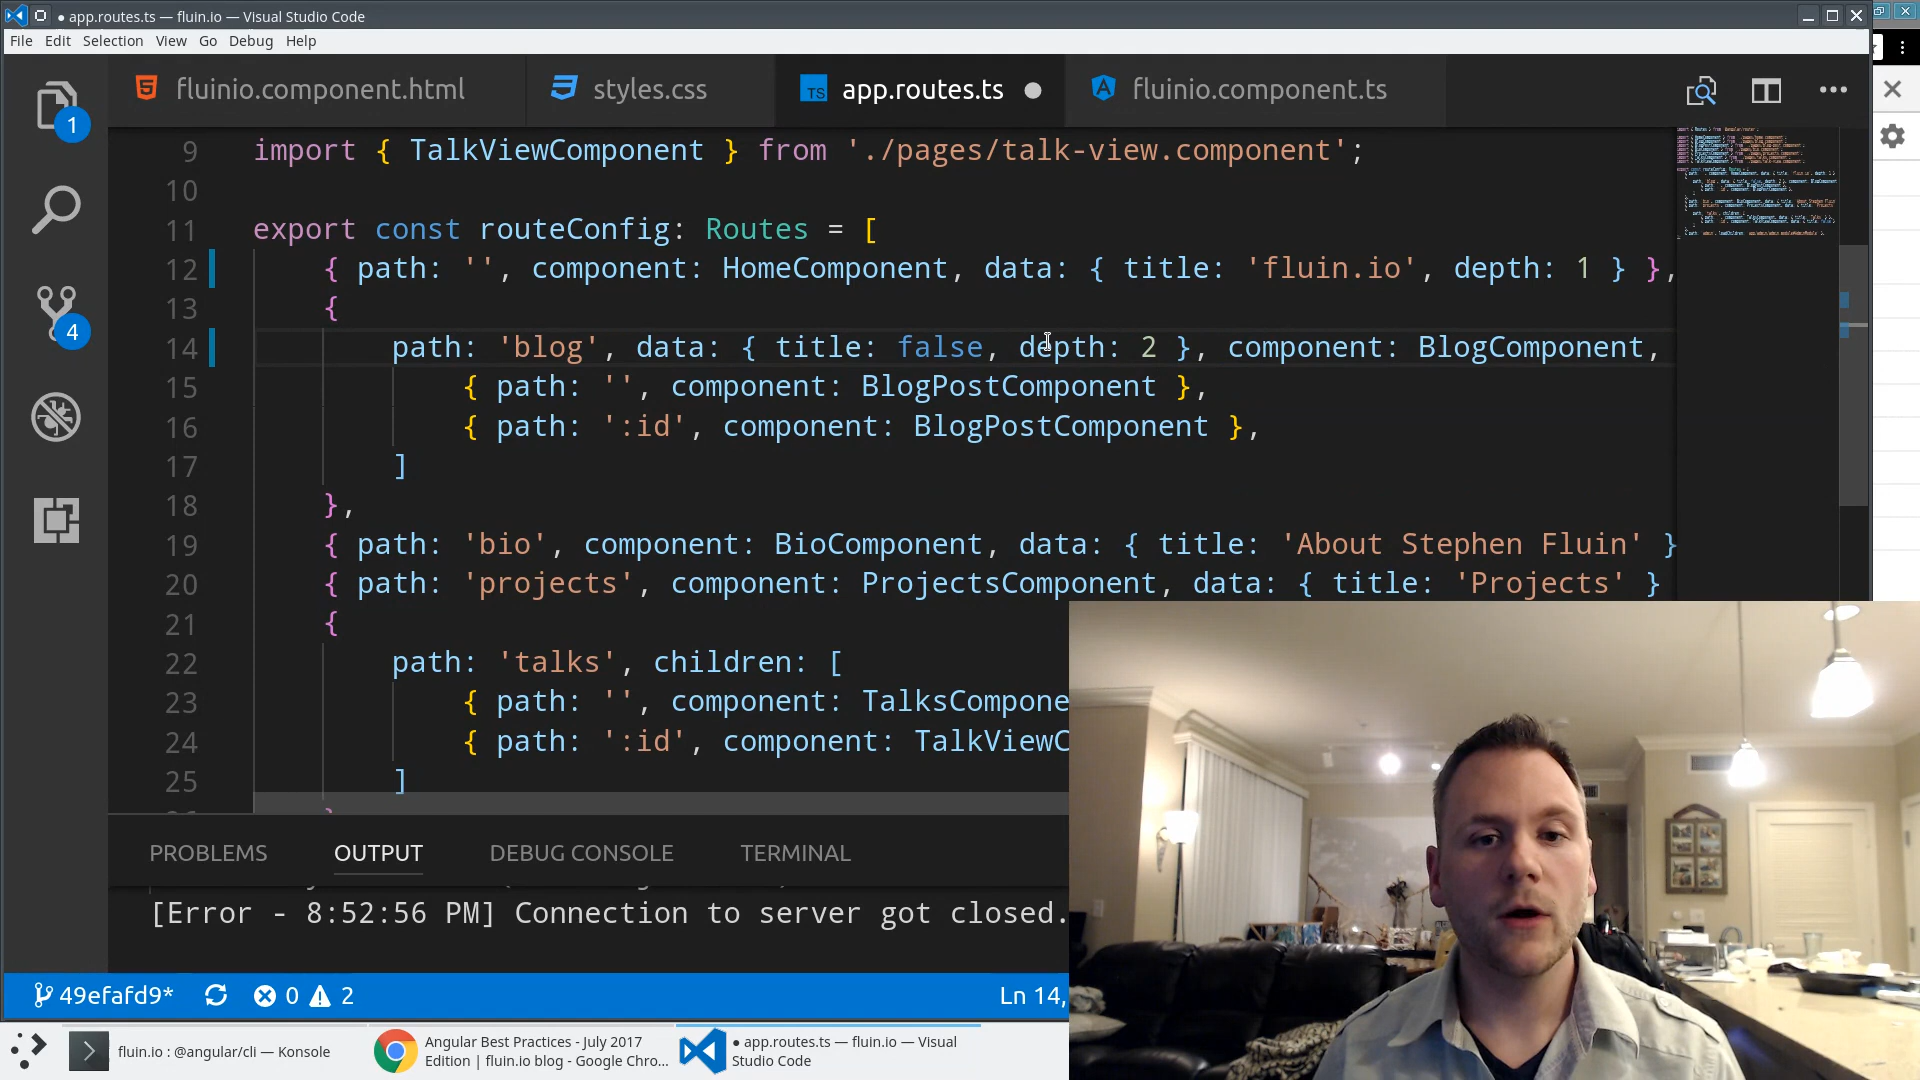 ● app.routes.ts — fluin.io — Visual Studio Code
File Edit Selection View Go Debug Help
fluinio.component.html styles.css TS app.routes.ts ● fluinio.component.ts
1
4
9 import { TalkViewComponent } from './pages/talk-view.component';
10
11 export const routeConfig: Routes = [
12 { path: '', component: HomeComponent, data: { title: 'fluin.io', depth: 1 } },
13 {
14 path: 'blog', data: { title: false, depth: 2 }, component: BlogComponent,
15 { path: '', component: BlogPostComponent },
16 { path: ':id', component: BlogPostComponent },
17 ]
18 },
19 { path: 'bio', component: BioComponent, data: { title: 'About Stephen Fluin' }
20 { path: 'projects', component: ProjectsComponent, data: { title: 'Projects' }
21 {
22 path: 'talks', children: [
23 { path: '', component: TalksCompone
24 { path: ':id', component: TalkViewC
25 ]
PROBLEMS OUTPUT DEBUG CONSOLE TERMINAL
[Error - 8:52:56 PM] Connection to server got closed.
49efafd9* 0 2 Ln 14,
fluin.io : @angular/cli — Konsole
Angular Best Practices - July 2017
Edition | fluin.io blog - Google Chro...
● app.routes.ts — fluin.io — Visual
Studio Code